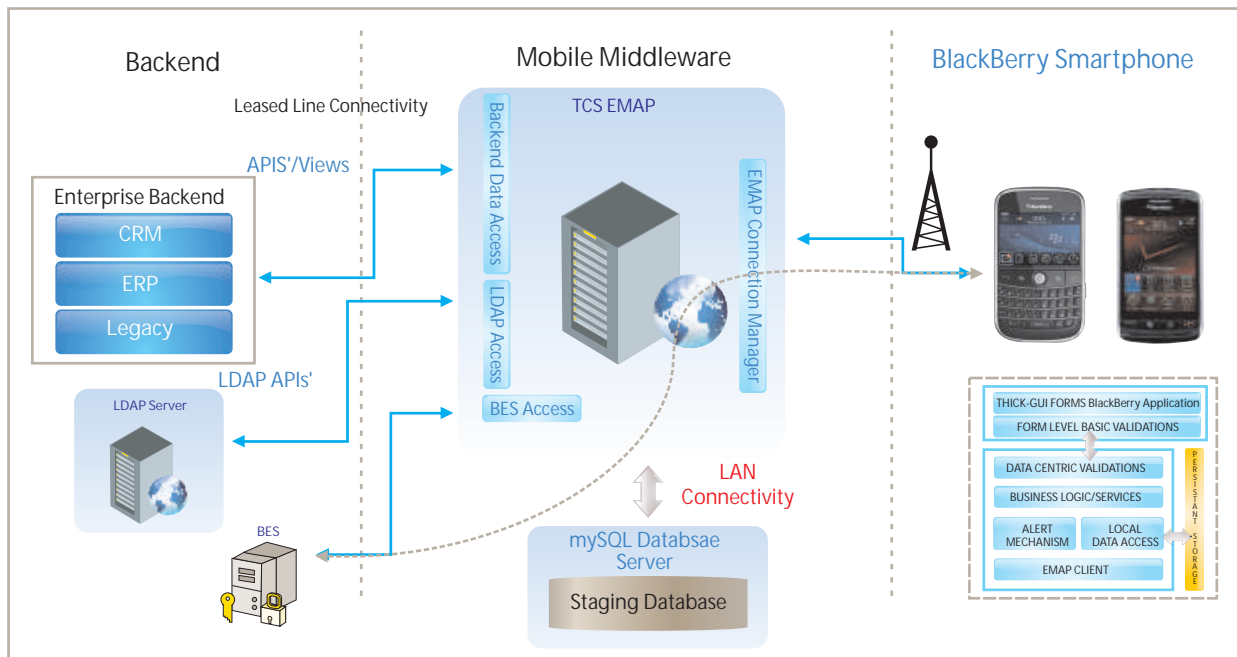 Backend
Mobile Middleware
BlackBerry Smartphone
Leased Line Connectivity
APIS'/Views
Enterprise Backend
CRM
ERP
Legacy
LDAP APIs'
LDAP Server
BES
TCS EMAP
Backend Data Access
LDAP Access
BES Access
EMAP Connection Manager
LAN
Connectivity
mySQL Databsae
Server
Staging Database
THICK-GUI FORMS BlackBerry Application
FORM LEVEL BASIC VALIDATIONS
DATA CENTRIC VALIDATIONS
BUSINESS LOGIC/SERVICES
ALERT
MECHANISM
LOCAL
DATA ACCESS
EMAP CLIENT
PERSISTANT STORAGE